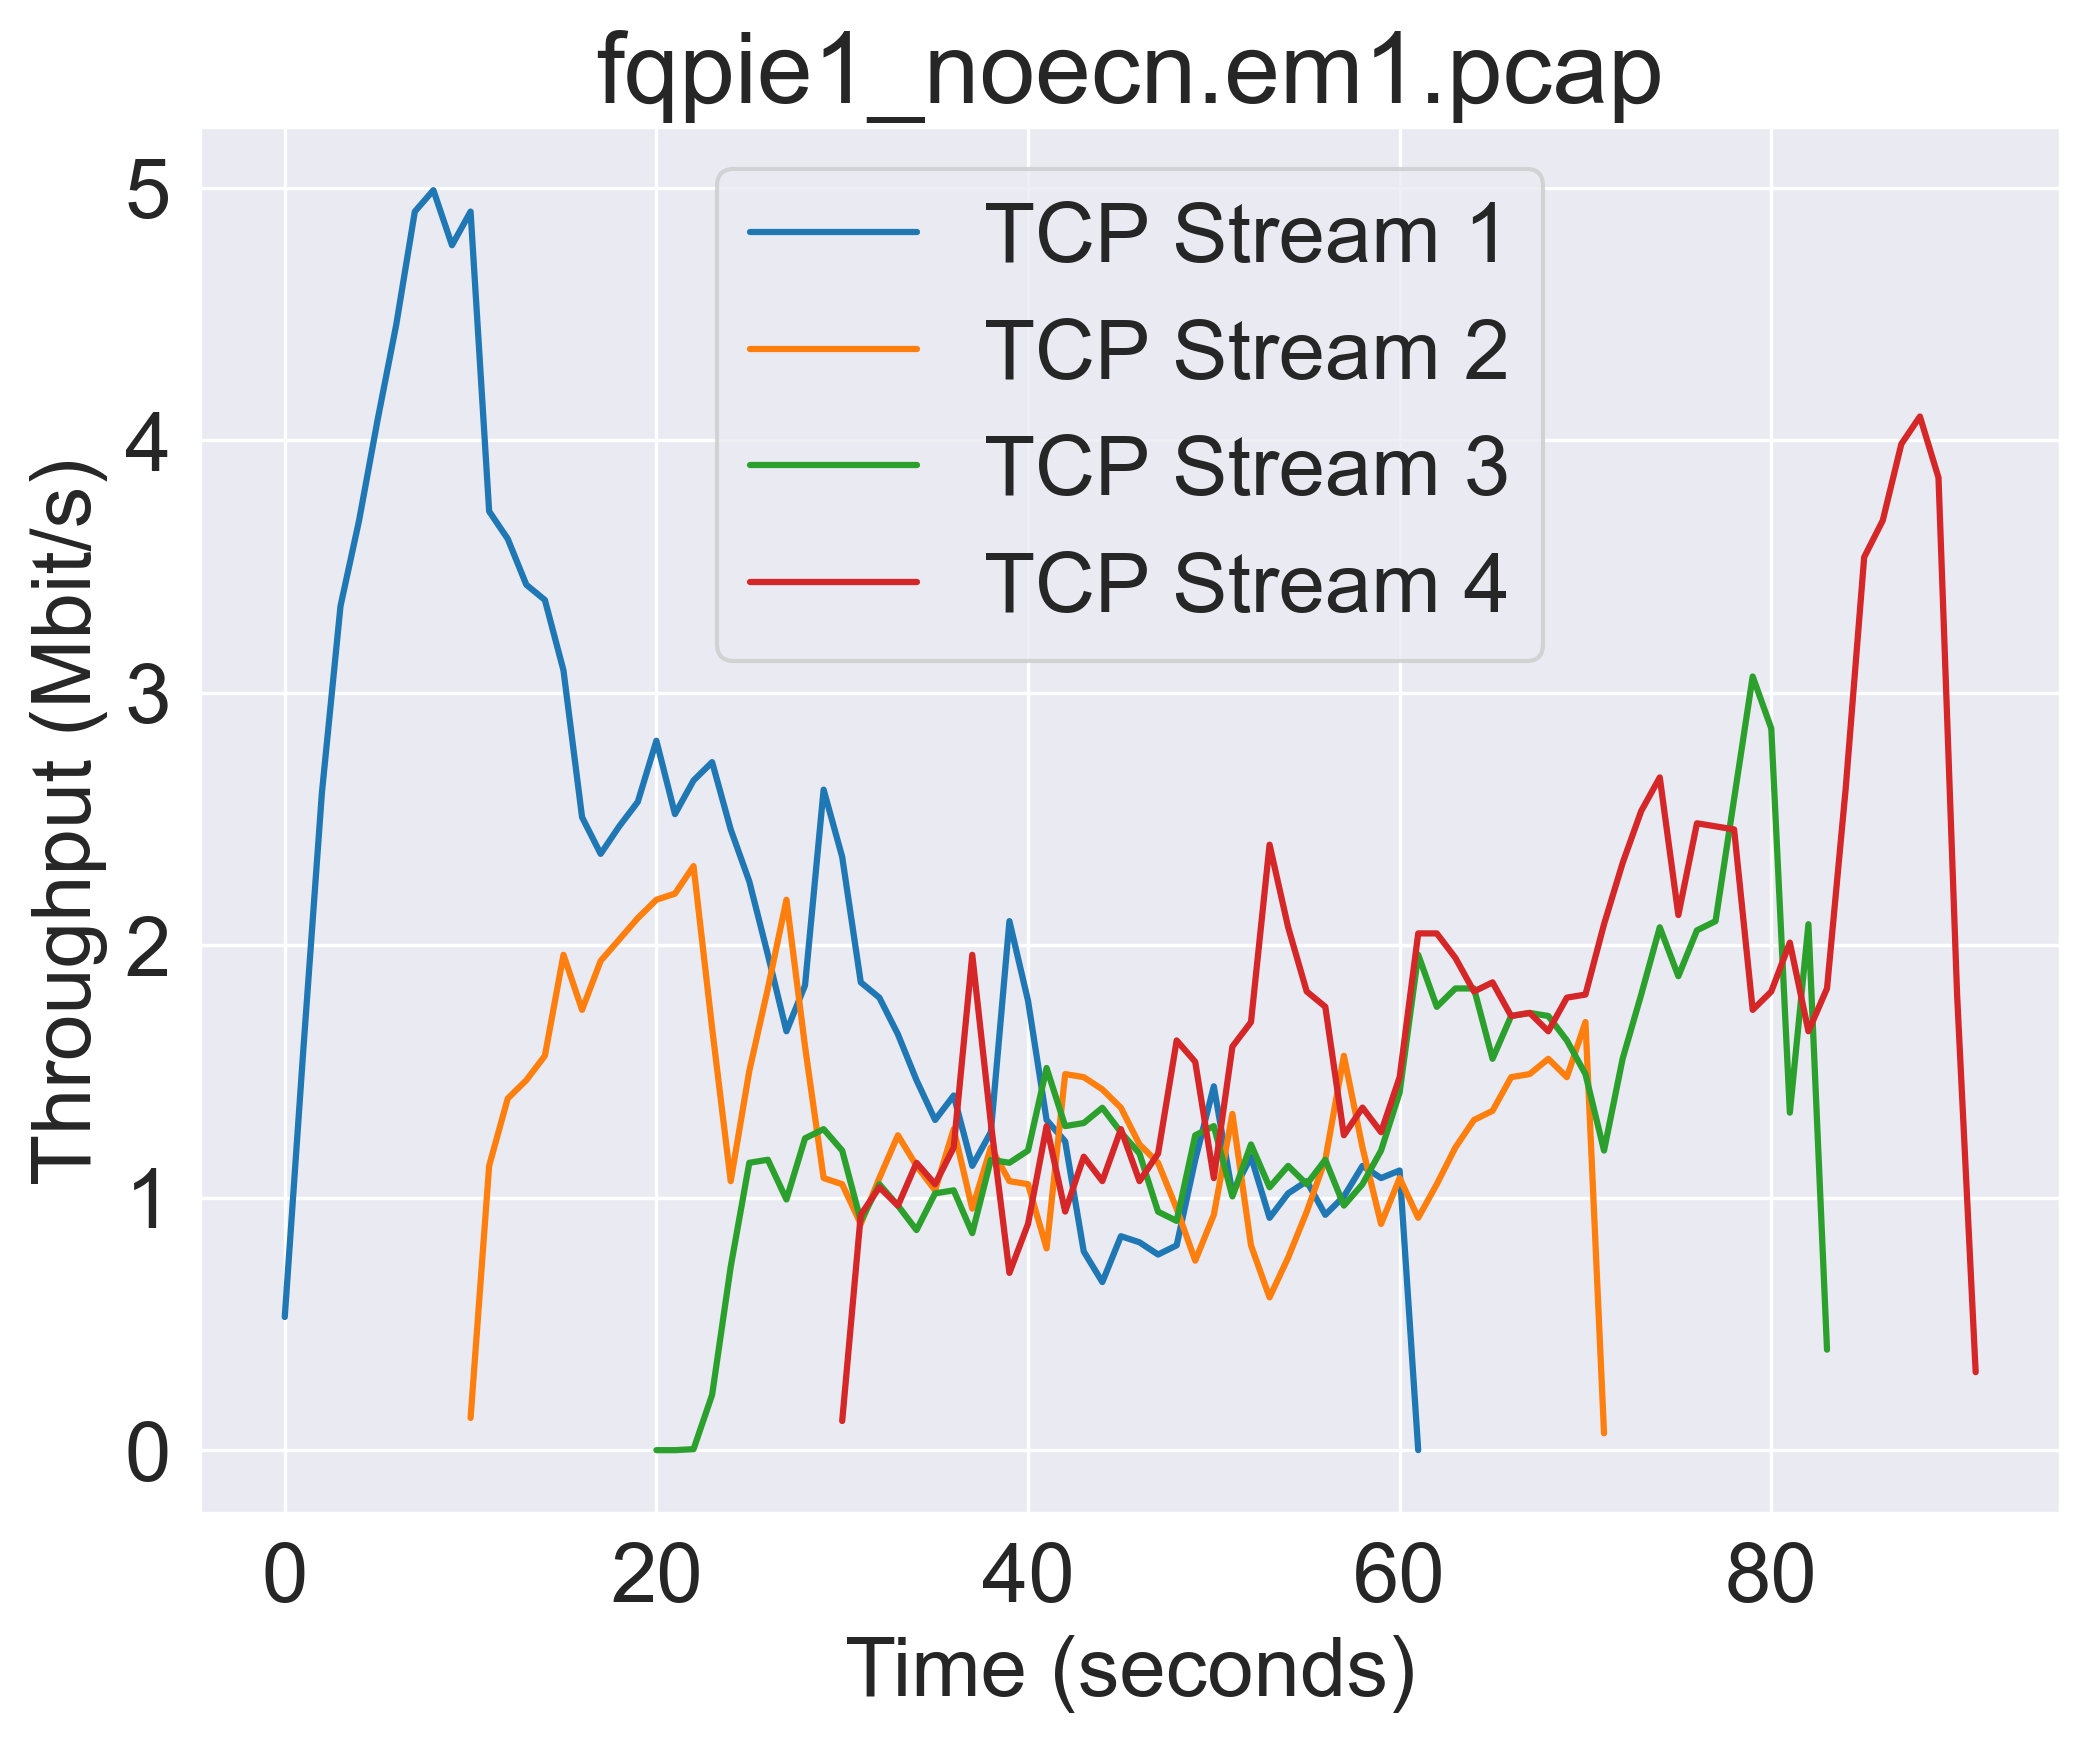 fqpie1_noecn.em1.pcap
Throughput (Mbit/s)
5
4
3
2
1
0
TCP Stream 1
TCP Stream 2
TCP Stream 3
TCP Stream 4
0 20 40 60 80
Time (seconds)